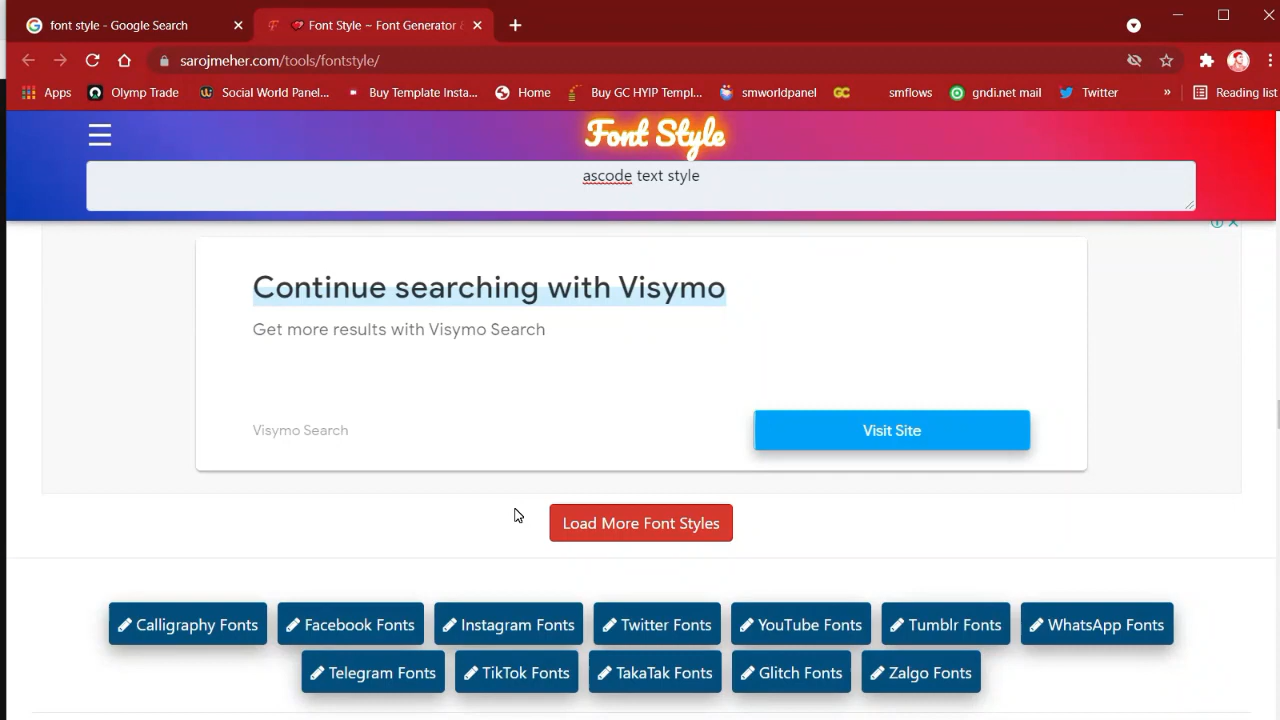 font style - Google Search
Font Style ~ Font Generator
sarojmeher.com/tools/fontstyle/
Apps Olymp Trade Social World Panel... Buy Template Insta... Home Buy GC HYIP Templ... smworldpanel GC smflows gndi.net mail Twitter » Reading list
Font Style
ascode text style
Continue searching with Visymo
Get more results with Visymo Search
Visymo Search Visit Site
Load More Font Styles
Calligraphy Fonts Facebook Fonts Instagram Fonts Twitter Fonts YouTube Fonts Tumblr Fonts WhatsApp Fonts
Telegram Fonts TikTok Fonts TakaTak Fonts Glitch Fonts Zalgo Fonts